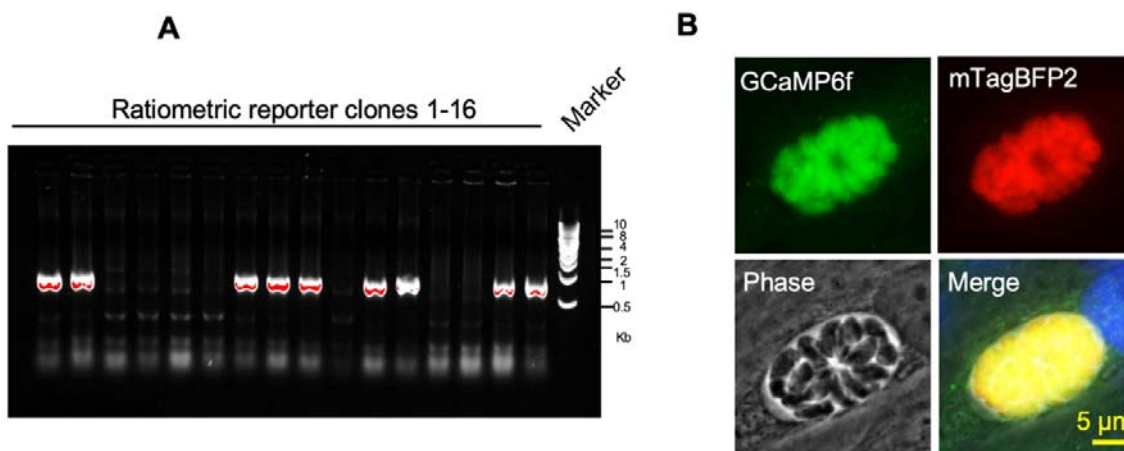 A
B
Ratiometric reporter clones 1-16
Marker
10
8
4
2
1.5
1
0.5
Kb
GCaMP6f
mTagBFP2
Phase
Merge
5 µm